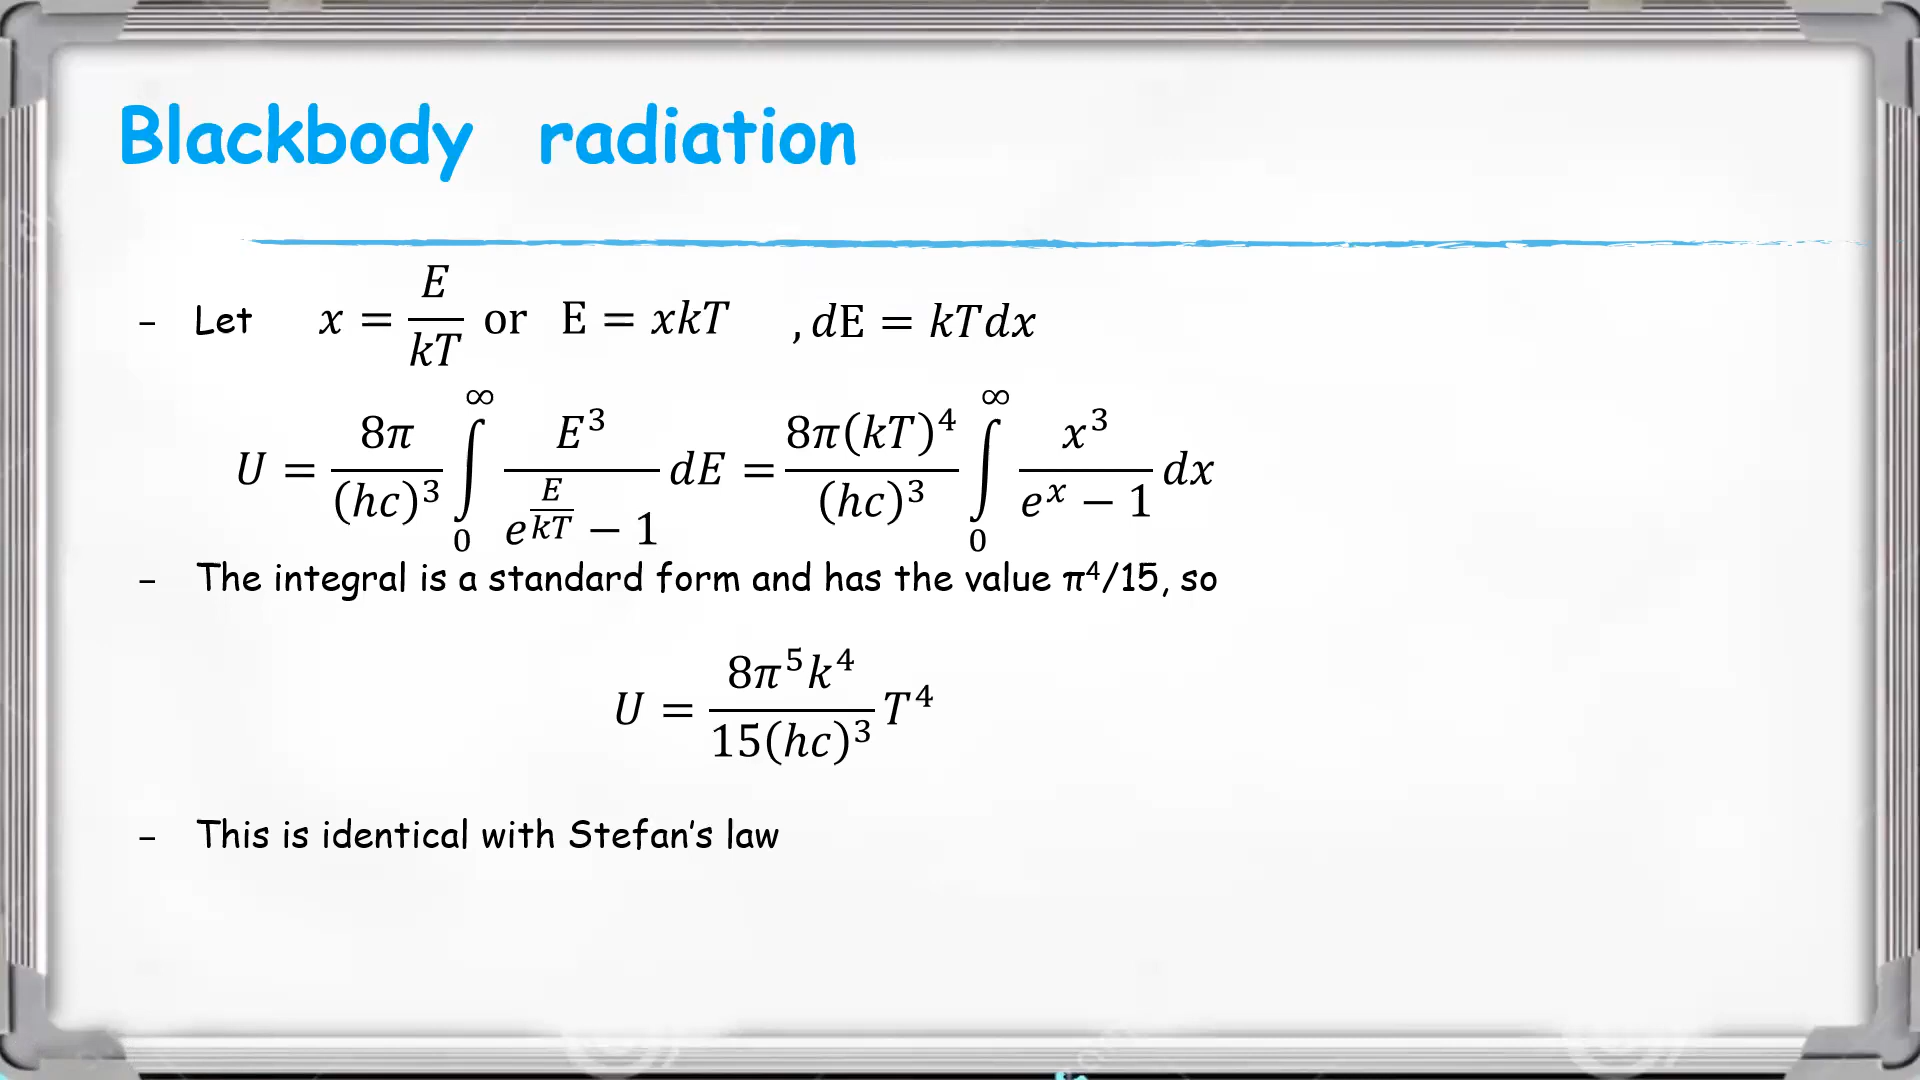 Blackbody radiation
– Let x = E/kT or E = xkT , dE = kTdx
U = 8π/(hc)³ ∫₀^∞ E³/(e^(E/kT) − 1) dE = 8π(kT)⁴/(hc)³ ∫₀^∞ x³/(eˣ − 1) dx
– The integral is a standard form and has the value π⁴/15, so
U = 8π⁵k⁴/15(hc)³ T⁴
– This is identical with Stefan's law